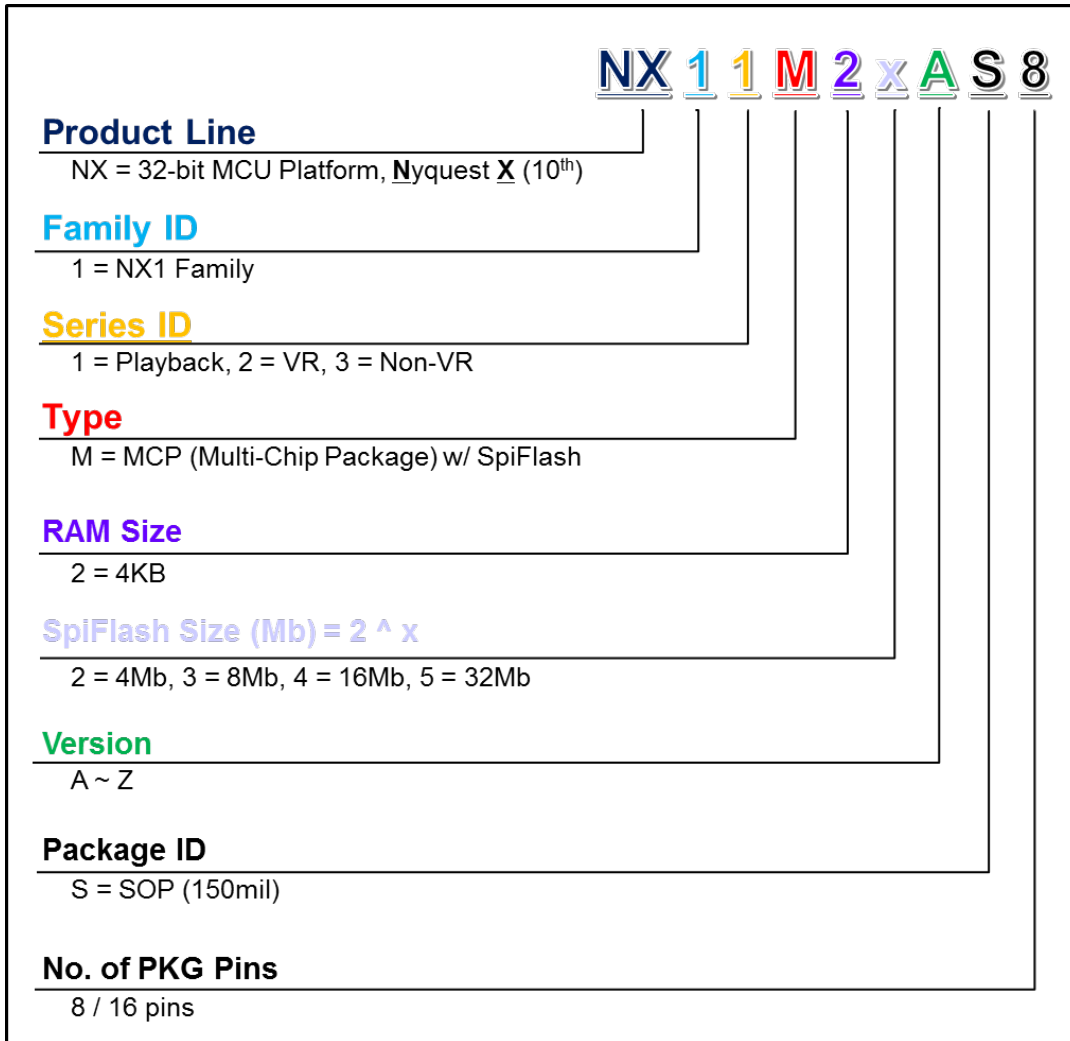 NX 1 1 M 2 x A S 8
Product Line
NX = 32-bit MCU Platform, Nyquest X (10th)
Family ID
1 = NX1 Family
Series ID
1 = Playback, 2 = VR, 3 = Non-VR
Type
M = MCP (Multi-Chip Package) w/ SpiFlash
RAM Size
2 = 4KB
SpiFlash Size (Mb) = 2 ^ x
2 = 4Mb, 3 = 8Mb, 4 = 16Mb, 5 = 32Mb
Version
A ~ Z
Package ID
S = SOP (150mil)
No. of PKG Pins
8 / 16 pins